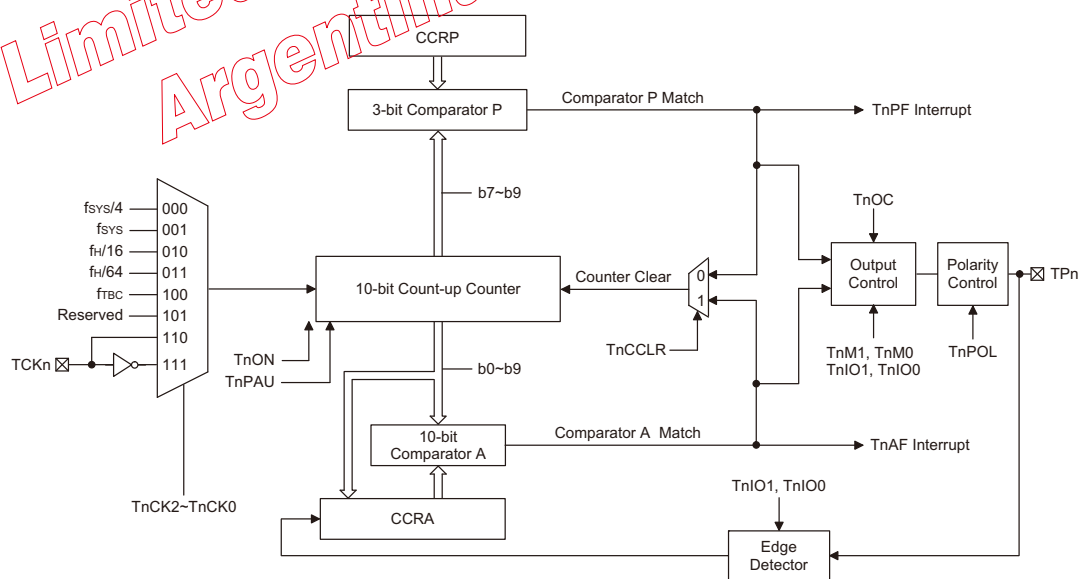 Limited
Argentina
CCRP
3-bit Comparator P
Comparator P Match
TnPF Interrupt
b7~b9
fSYS/4
000
fSYS
001
fH/16
010
fH/64
011
fTBC
100
Reserved
101
110
TCKn
111
10-bit Count-up Counter
Counter Clear
0
1
TnOC
Output
Control
Polarity
Control
TPn
TnON
TnPAU
TnCCLR
TnM1, TnM0
TnIO1, TnIO0
TnPOL
b0~b9
10-bit
Comparator A
Comparator A Match
TnAF Interrupt
TnCK2~TnCK0
CCRA
TnIO1, TnIO0
Edge
Detector